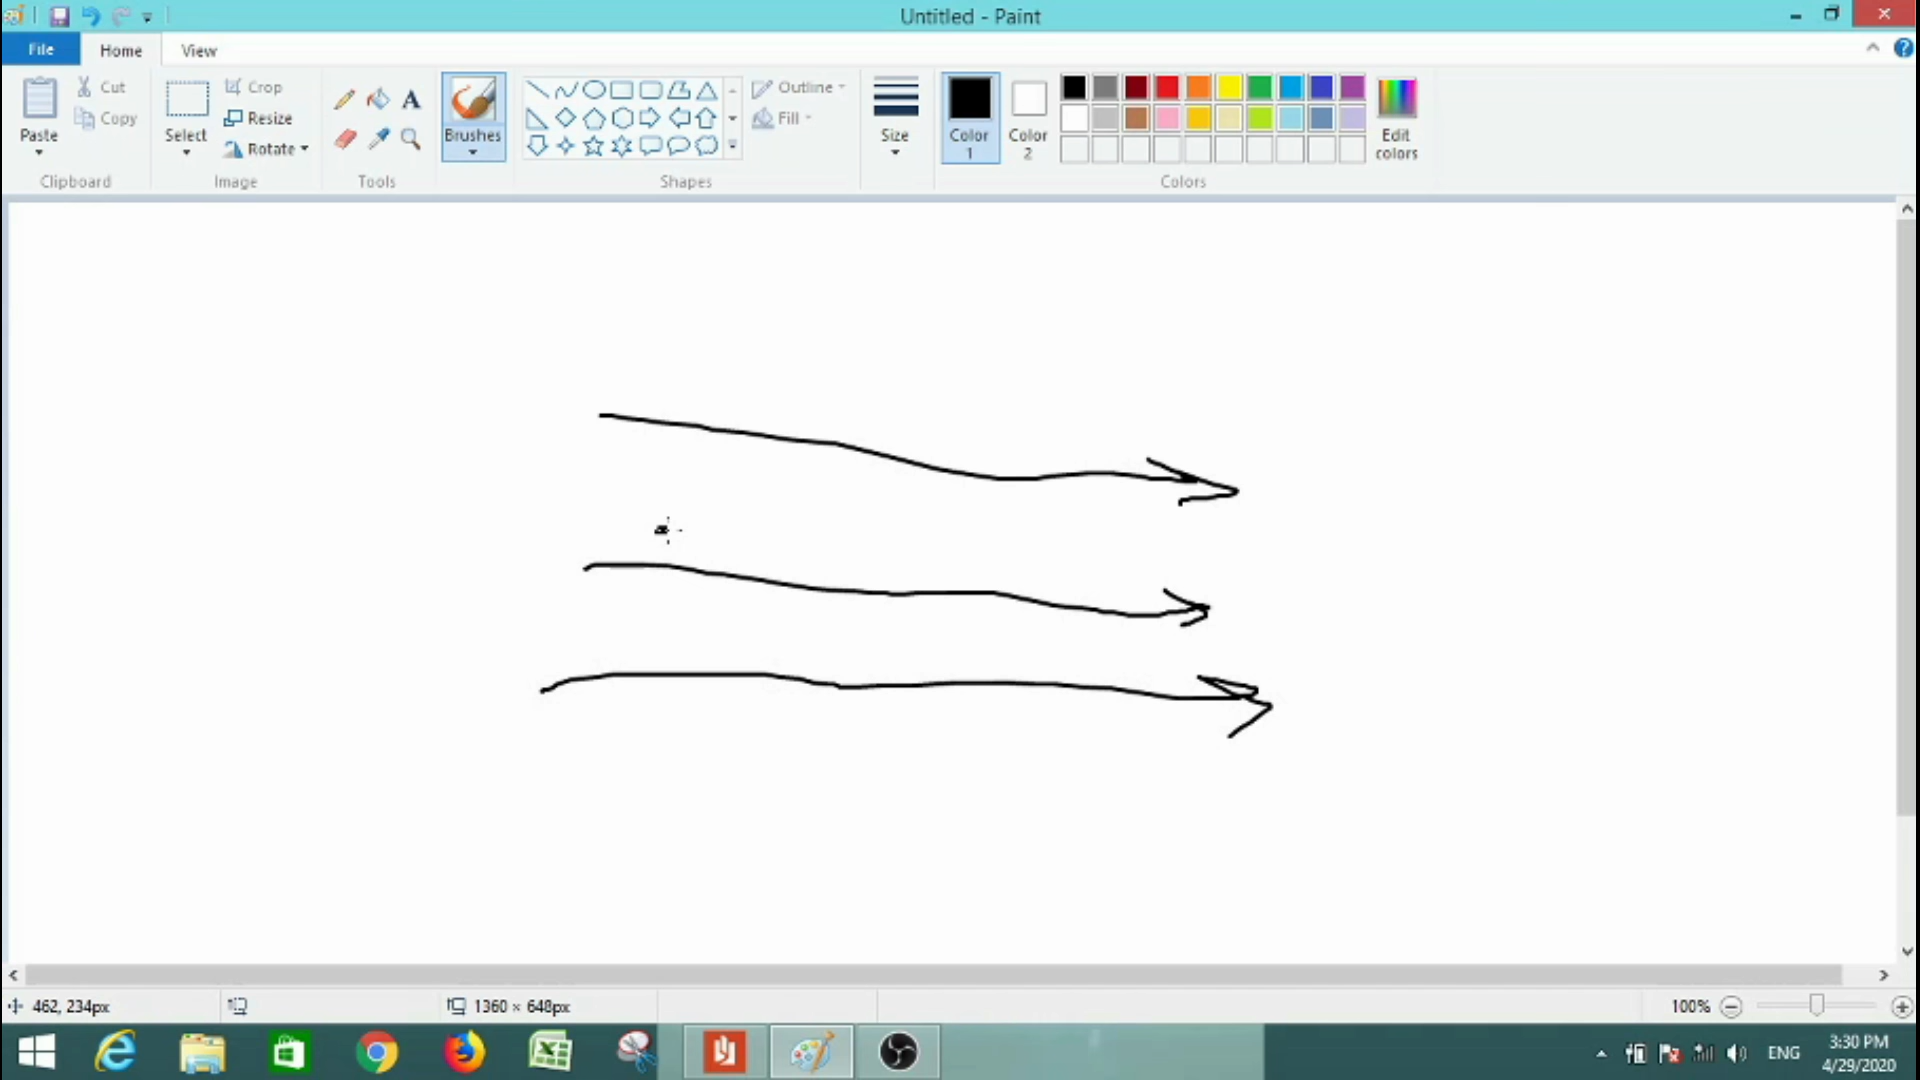 Untitled - Paint
File Home View
Paste
Cut
Copy
Clipboard
Select
Crop
Resize
Rotate
Image
A
Tools
Brushes
Outline
Fill
Shapes
Size
Color 1
Color 2
Edit colors
Colors
462, 234px
1360 × 648px
100%
ENG
3:30 PM
4/29/2020